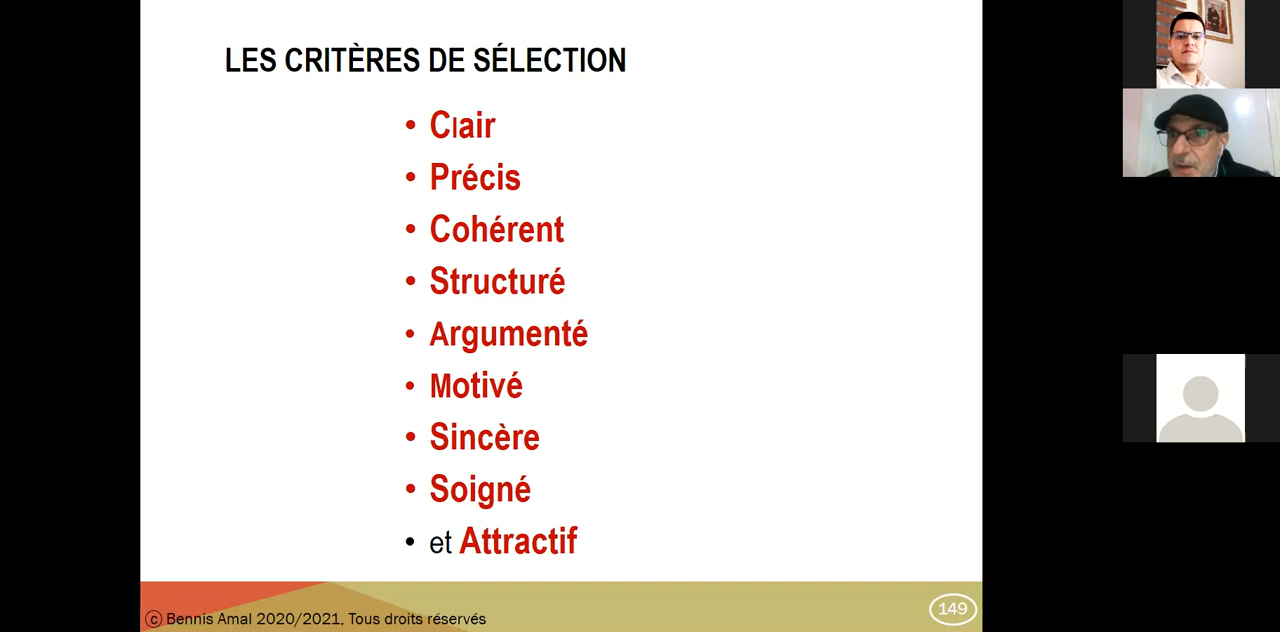 LES CRITÈRES DE SÉLECTION
• Clair
• Précis
• Cohérent
• Structuré
• Argumenté
• Motivé
• Sincère
• Soigné
• et Attractif
© Bennis Amal 2020/2021, Tous droits réservés
149